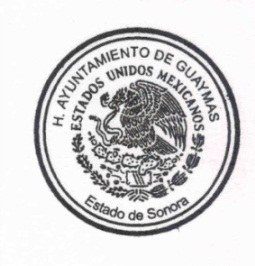 H. AYUNTAMIENTO DE GUAYMAS
ESTADOS UNIDOS MEXICANOS
Estado de Sonora